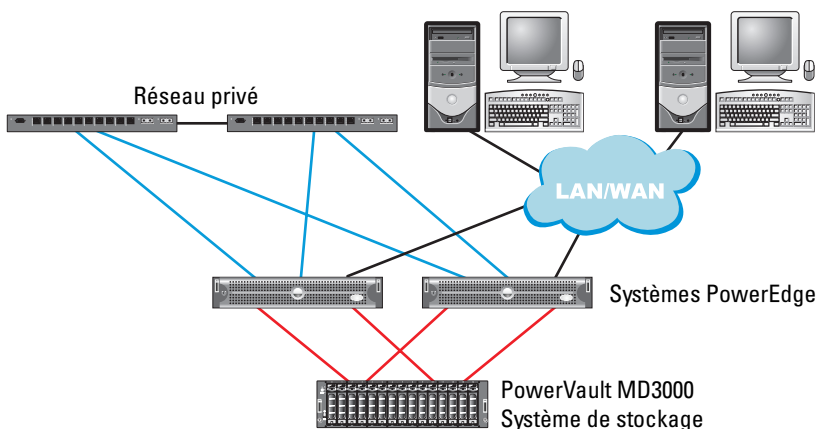 Réseau privé
LAN/WAN
Systèmes PowerEdge
PowerVault MD3000
Système de stockage